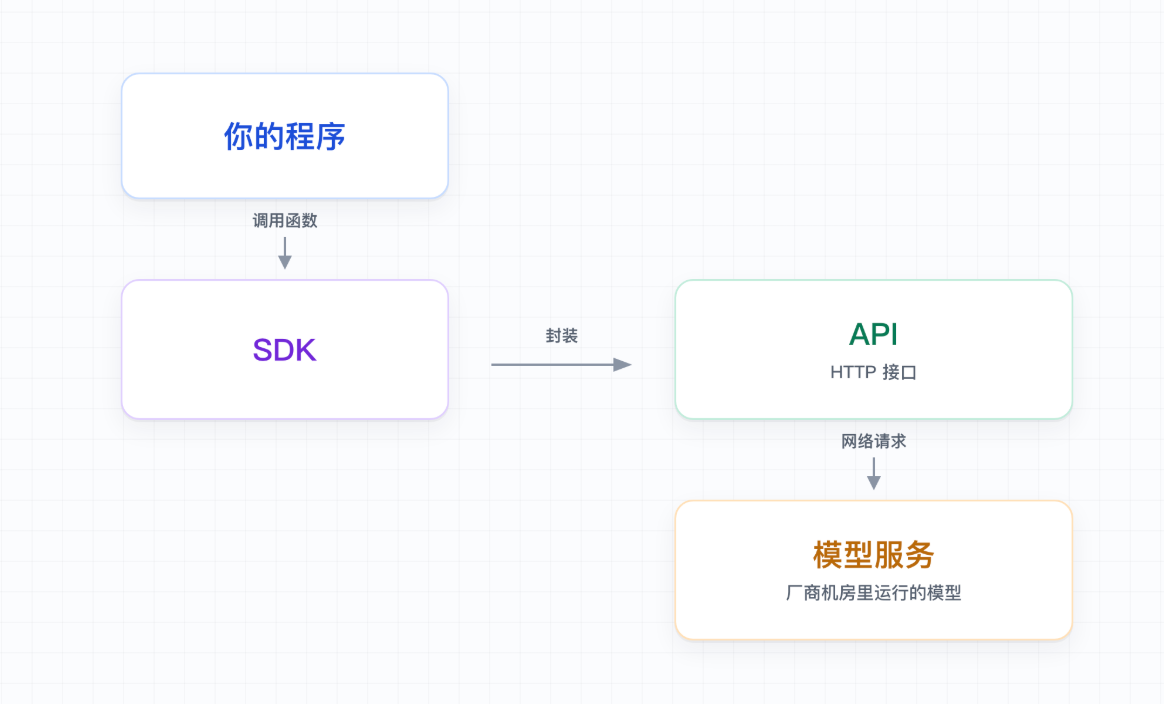 你的程序
调用函数
SDK
封装
API
HTTP 接口
网络请求
模型服务
厂商机房里运行的模型